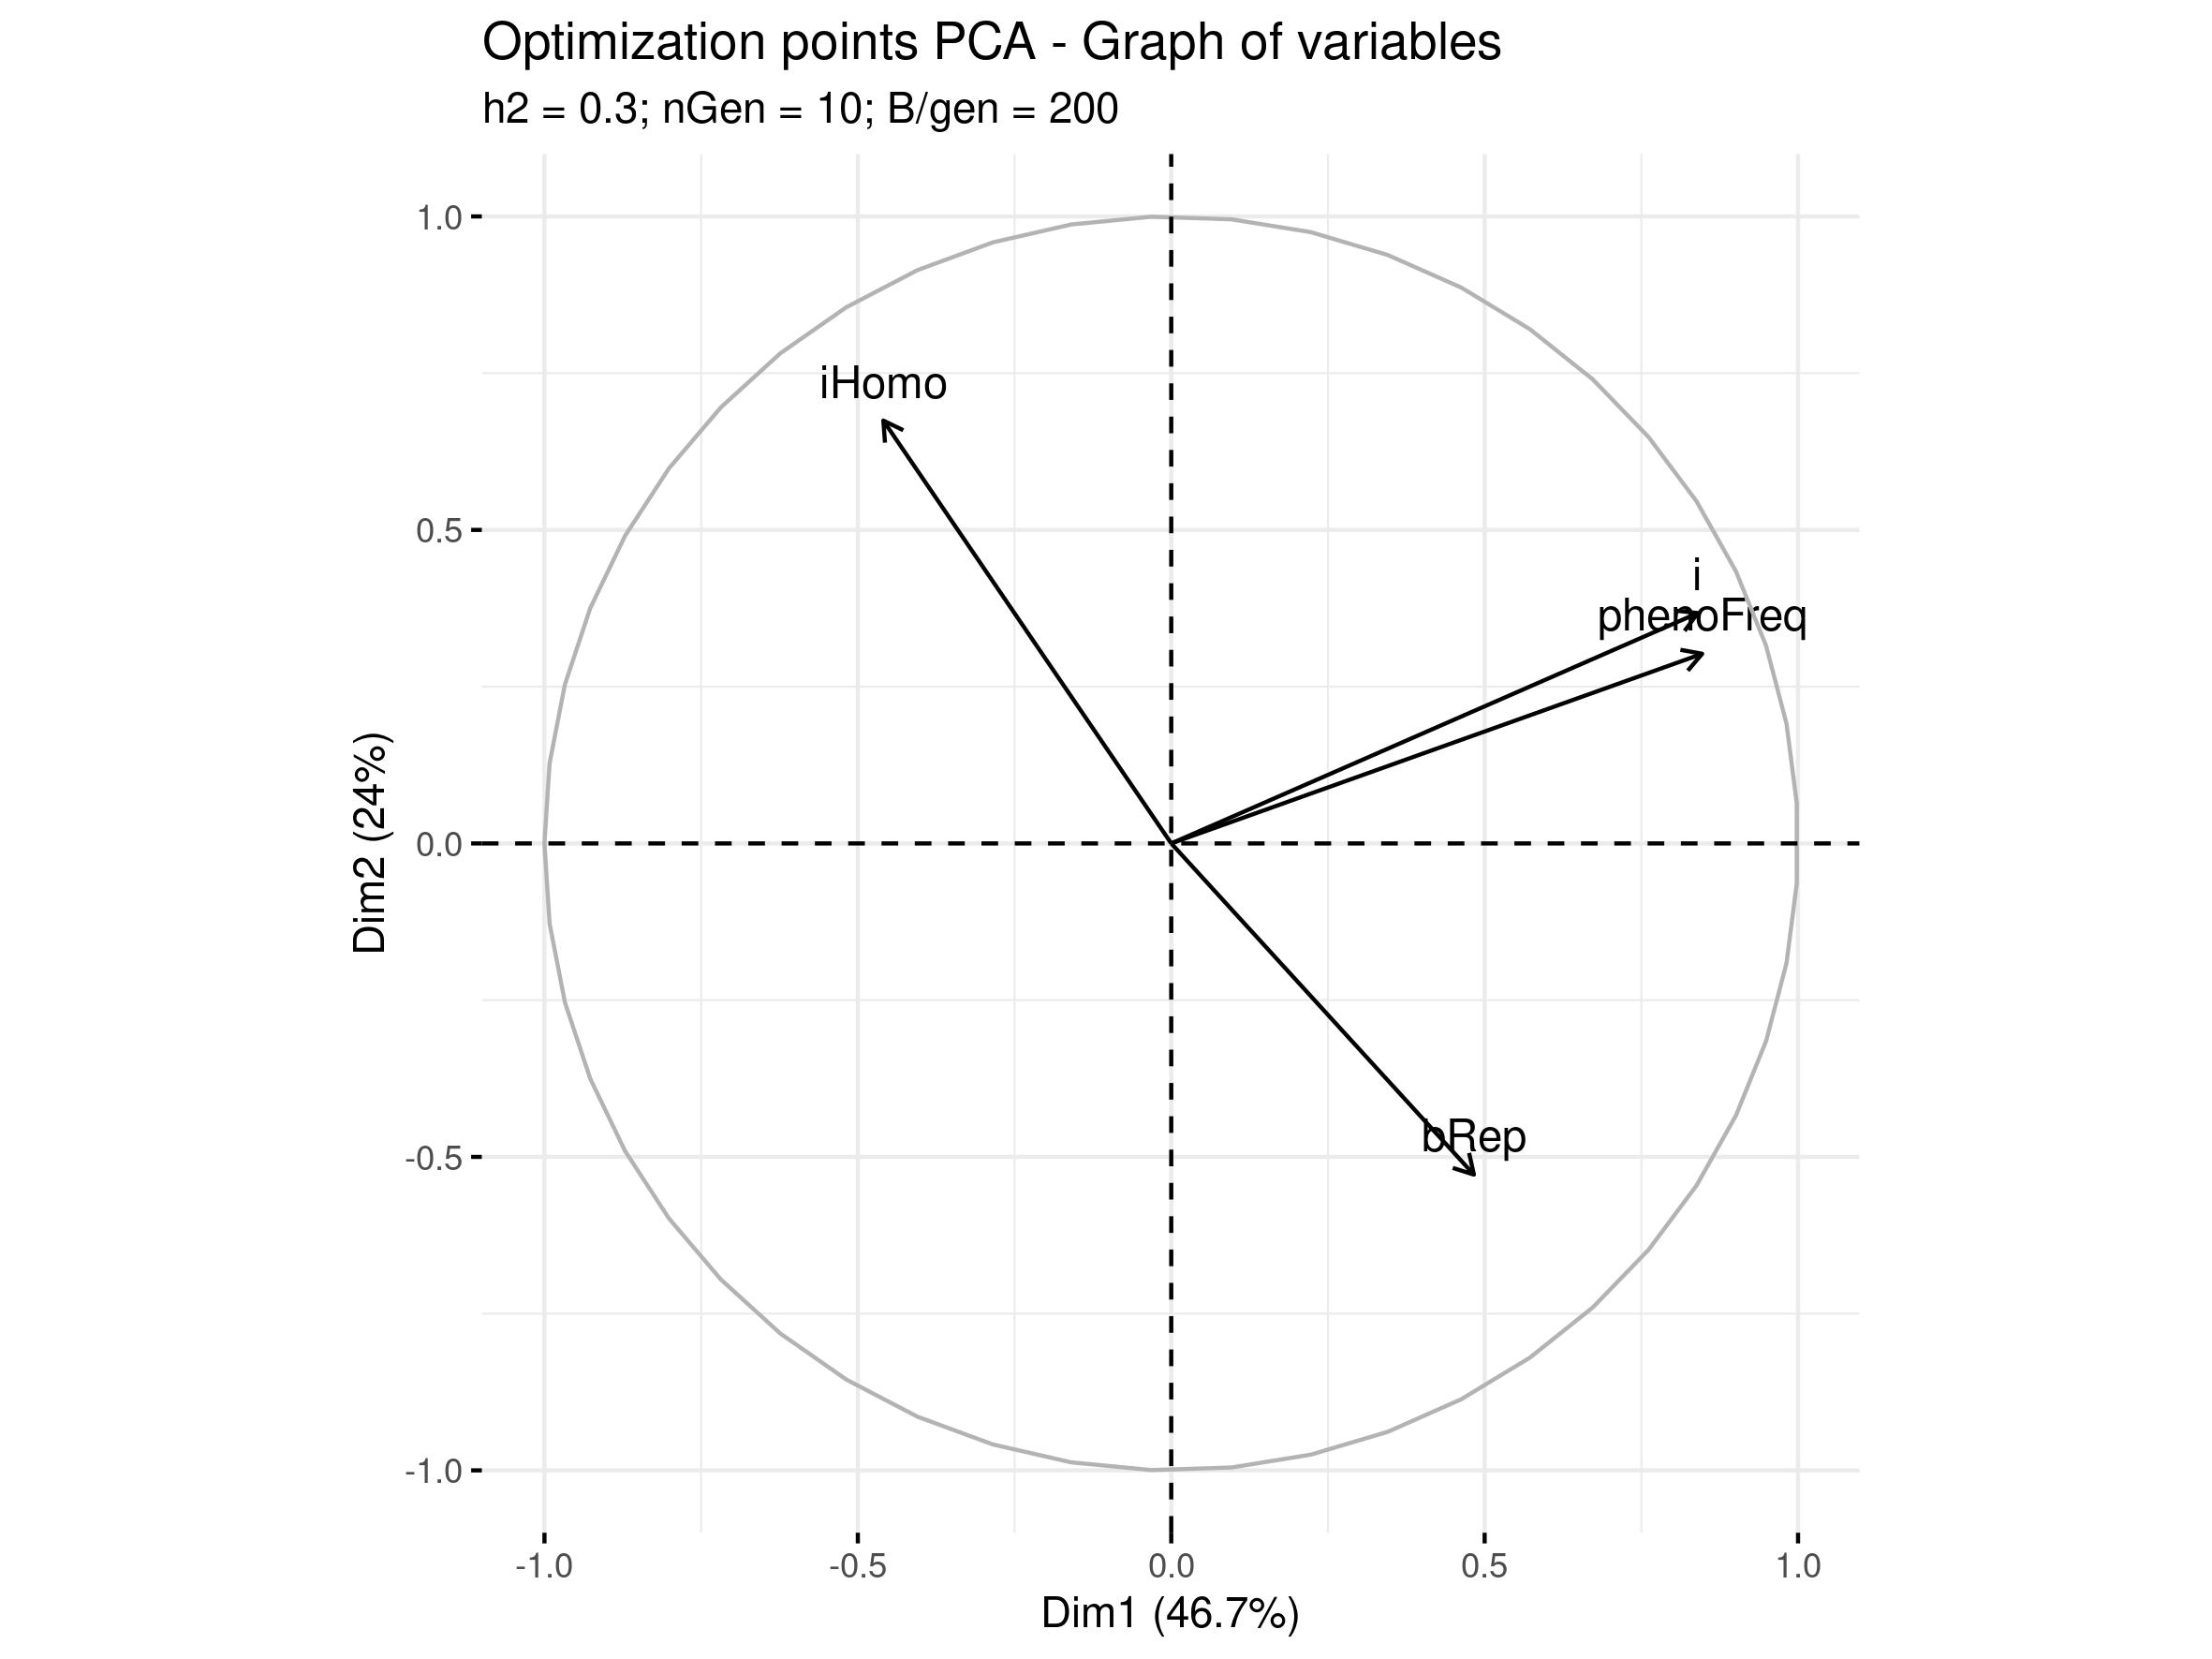 Optimization points PCA - Graph of variables
h2 = 0.3; nGen = 10; B/gen = 200
1.0
iHomo
0.5
i
phenoFreq
Dim2 (24%)
0.0
bRep
-0.5
-1.0
-1.0
-0.5
0.0
0.5
1.0
Dim1 (46.7%)